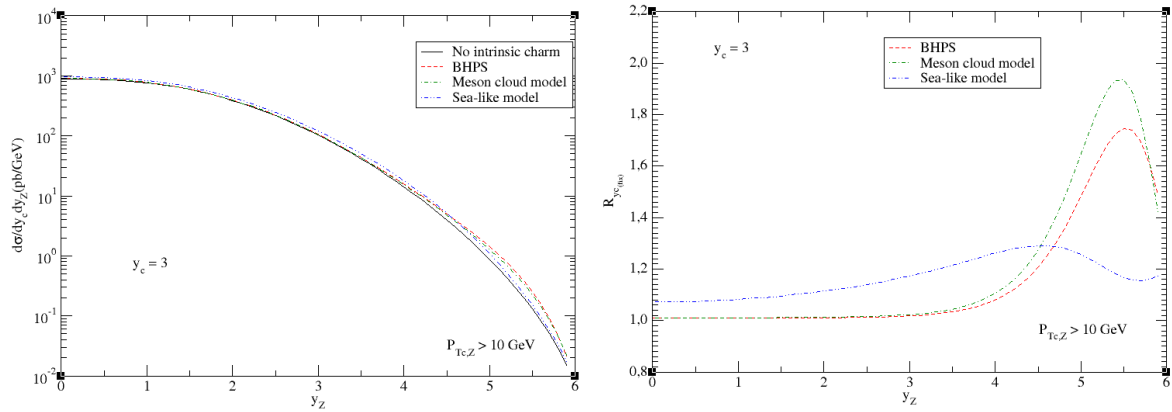 No intrinsic charm
BHPS
Meson cloud model
Sea-like model
10^3
10^2
10^1
10^0
10^-1
10^-2
dσ/dy_c dy_Z(pb/GeV)
y_c = 3
P_Tc,Z > 10 GeV
0 1 2 3 4 5 6
y_Z
2,2
2,0
1,8
1,6
1,4
1,2
1,0
0,8
R_yc(fix)
y_c = 3
BHPS
Meson cloud model
Sea-like model
P_Tc,Z > 10 GeV
0 1 2 3 4 5 6
y_Z